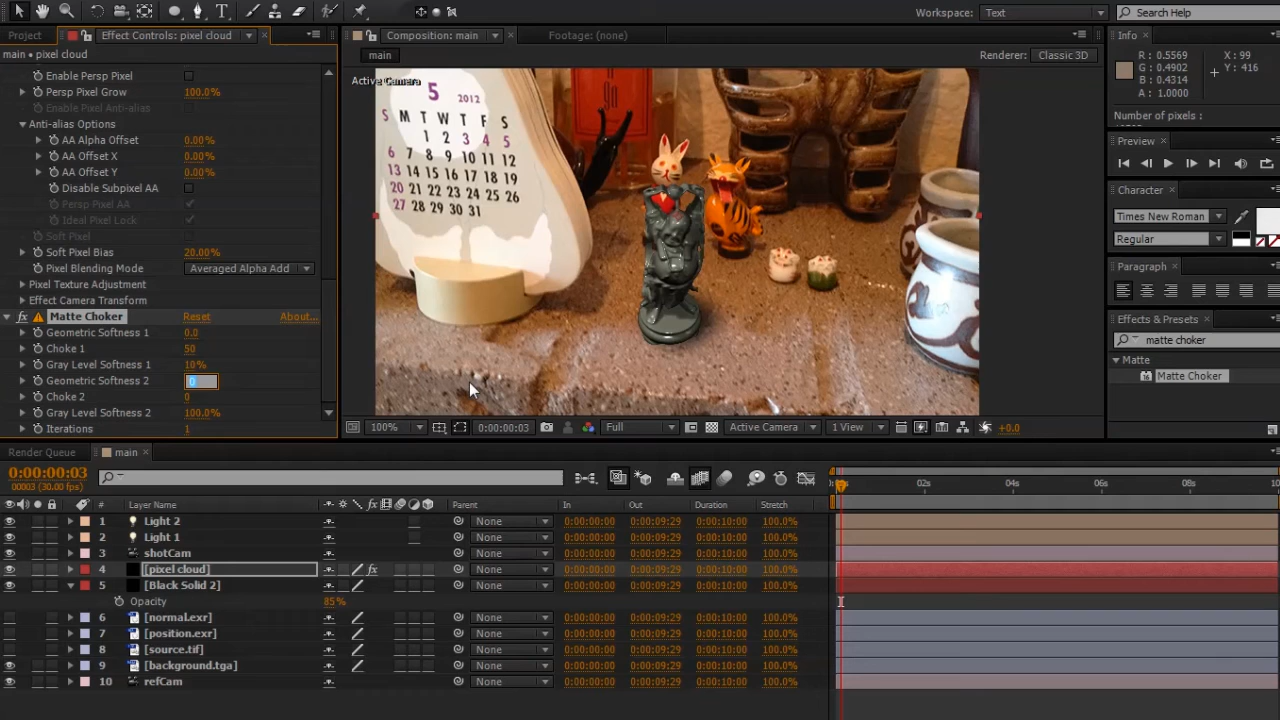 Workspace: Text
Search Help
Project
Effect Controls: pixel cloud
Composition: main
Footage: (none)
Info
main • pixel cloud
main
Renderer: Classic 3D
R: 0.5569
G: 0.4902
B: 0.4314
A: 1.0000
X: 99
Y: 416
Number of pixels :
Active Camera
Enable Persp Pixel
Persp Pixel Grow 100.0%
Enable Pixel Anti-alias
Anti-alias Options
AA Alpha Offset 0.00%
AA Offset X 0.00%
AA Offset Y 0.00%
Disable Subpixel AA
Persp Pixel AA
Ideal Pixel Lock
Soft Pixel
Soft Pixel Bias 20.00%
Pixel Blending Mode Averaged Alpha Add
Pixel Texture Adjustment
Effect Camera Transform
fx Matte Choker Reset About...
Geometric Softness 1 0.0
Choke 1 50
Gray Level Softness 1 10%
Geometric Softness 2 0
Choke 2 0
Gray Level Softness 2 100.0%
Iterations 1
5 2012
S M T W T F S
1 2 3 4 5
6 7 8 9 10 11 12
13 14 15 16 17 18 19
20 21 22 23 24 25 26
27 28 29 30 31
go
Preview
Character
Times New Roman
Regular
Paragraph
Effects & Presets
matte choker
Matte
Matte Choker
100% 0:00:00:03 Full Active Camera 1 View +0.0
Render Queue
main
0:00:00:03
00003 (30.00 fps)
02s 04s 06s 08s
# Layer Name fx Parent In Out Duration Stretch
1 Light 2 None 0:00:00:00 0:00:09:29 0:00:10:00 100.0%
2 Light 1 None 0:00:00:00 0:00:09:29 0:00:10:00 100.0%
3 shotCam None 0:00:00:00 0:00:09:29 0:00:10:00 100.0%
4 [pixel cloud] fx None 0:00:00:00 0:00:09:29 0:00:10:00 100.0%
5 [Black Solid 2] None 0:00:00:00 0:00:09:29 0:00:10:00 100.0%
Opacity 85%
6 [normal.exr] None 0:00:00:00 0:00:09:29 0:00:10:00 100.0%
7 [position.exr] None 0:00:00:00 0:00:09:29 0:00:10:00 100.0%
8 [source.tif] None 0:00:00:00 0:00:09:29 0:00:10:00 100.0%
9 [background.tga] None 0:00:00:00 0:00:09:29 0:00:10:00 100.0%
10 refCam None 0:00:00:00 0:00:09:29 0:00:10:00 100.0%